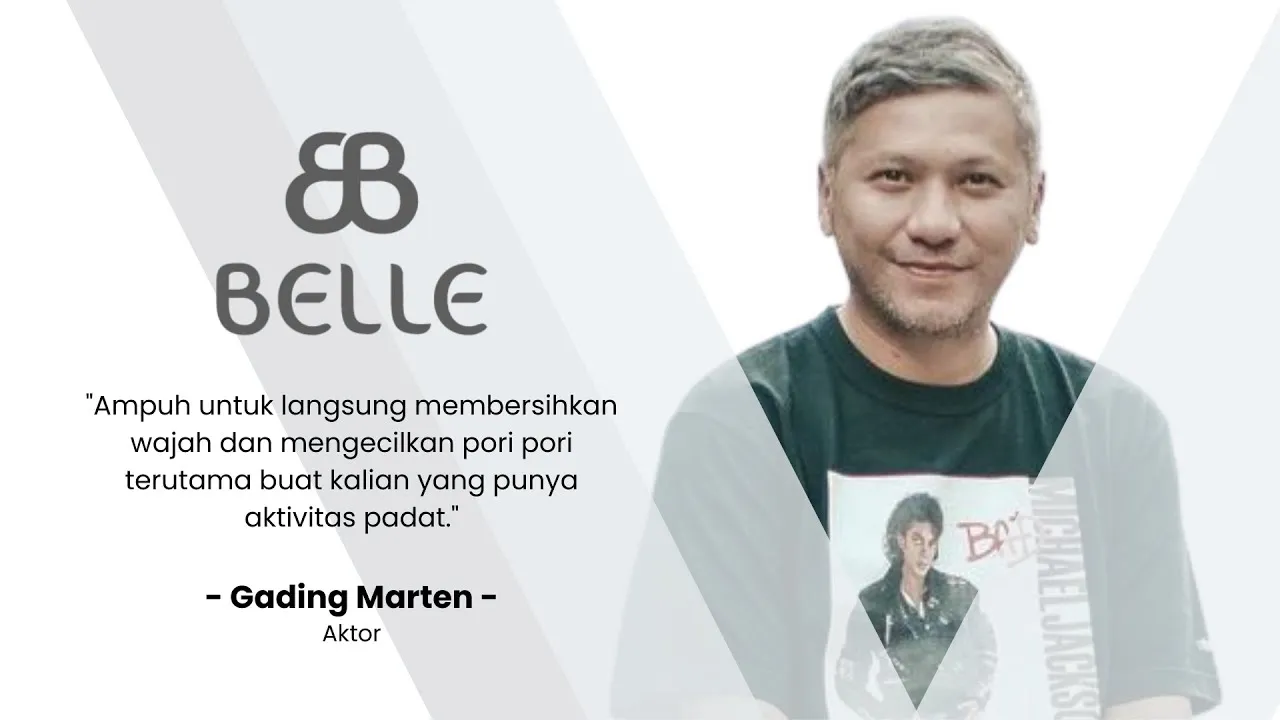 BELLE
"Ampuh untuk langsung membersihkan
wajah dan mengecilkan pori pori
terutama buat kalian yang punya
aktivitas padat."
- Gading Marten -
Aktor
BAD
MICHAEL JACKSO